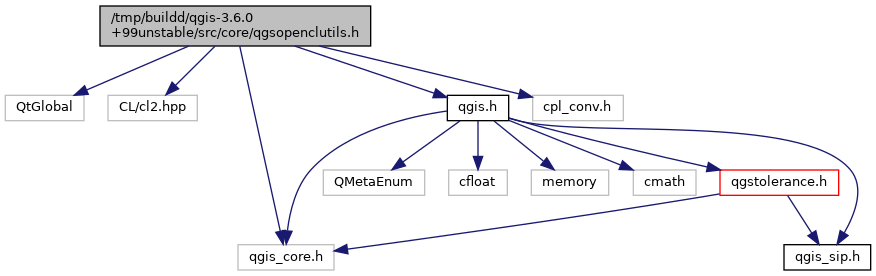 /tmp/buildd/qgis-3.6.0
+99unstable/src/core/qgsopenclutils.h
QtGlobal
CL/cl2.hpp
qgis.h
cpl_conv.h
QMetaEnum
cfloat
memory
cmath
qgstolerance.h
qgis_core.h
qgis_sip.h